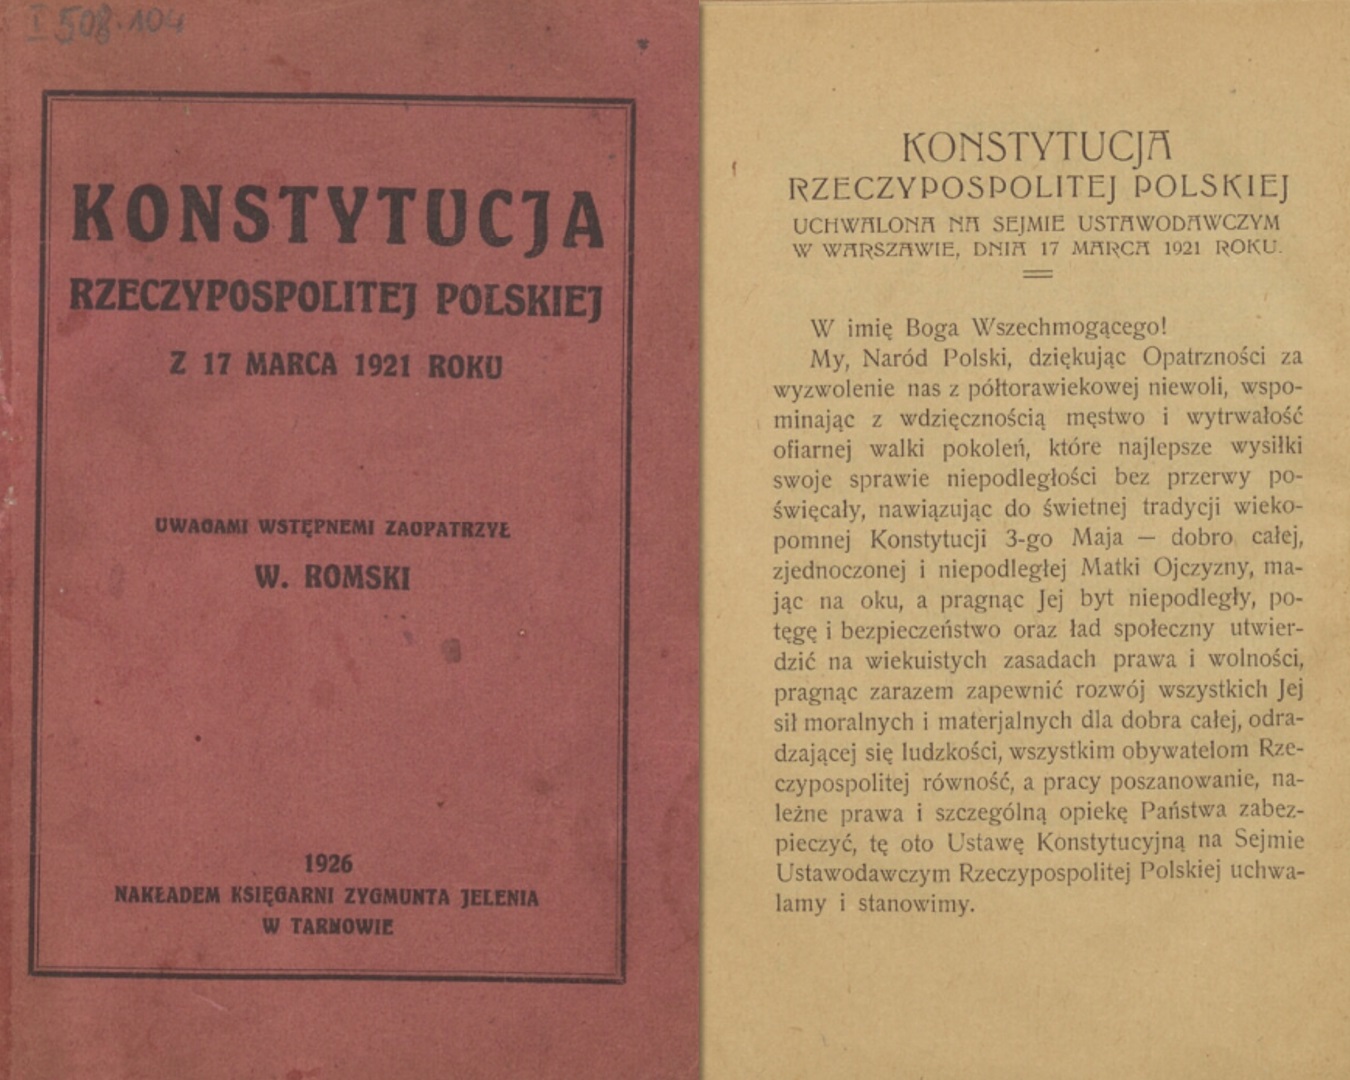 I 508.104
KONSTYTUCJA
RZECZYPOSPOLITEJ POLSKIEJ
Z 17 MARCA 1921 ROKU
UWAGAMI WSTĘPNEMI ZAOPATRZYŁ
W. ROMSKI
1926
NAKŁADEM KSIĘGARNI ZYGMUNTA JELENIA
W TARNOWIE
KONSTYTUCJA
RZECZYPOSPOLITEJ POLSKIEJ
UCHWALONA NA SEJMIE USTAWODAWCZYM
W WARSZAWIE, DNIA 17 MARCA 1921 ROKU.
W imię Boga Wszechmogącego!
My, Naród Polski, dziękując Opatrzności za
wyzwolenie nas z półtorawiekowej niewoli, wspo-
minając z wdzięcznością męstwo i wytrwałość
ofiarnej walki pokoleń, które najlepsze wysiłki
swoje sprawie niepodległości bez przerwy po-
święcały, nawiązując do świetnej tradycji wieko-
pomnej Konstytucji 3-go Maja — dobro całej,
zjednoczonej i niepodległej Matki Ojczyzny, ma-
jąc na oku, a pragnąc Jej byt niepodległy, po-
tęgę i bezpieczeństwo oraz ład społeczny utwier-
dzić na wiekuistych zasadach prawa i wolności,
pragnąc zarazem zapewnić rozwój wszystkich Jej
sił moralnych i materjalnych dla dobra całej, odra-
dzającej się ludzkości, wszystkim obywatelom Rze-
czypospolitej równość, a pracy poszanowanie, na-
leżne prawa i szczególną opiekę Państwa zabez-
pieczyć, tę oto Ustawę Konstytucyjną na Sejmie
Ustawodawczym Rzeczypospolitej Polskiej uchwa-
lamy i stanowimy.